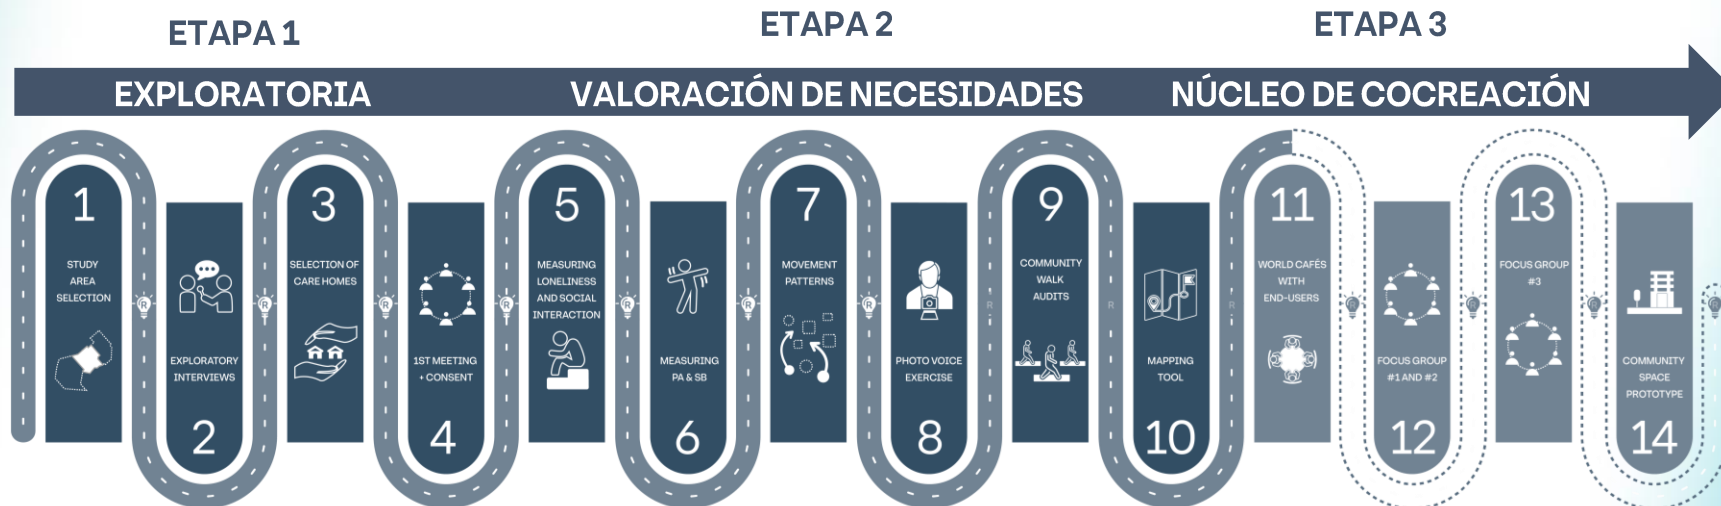 ETAPA 1
ETAPA 2
ETAPA 3
EXPLORATORIA
VALORACIÓN DE NECESIDADES
NÚCLEO DE COCREACIÓN
1
STUDY
AREA
SELECTION
EXPLORATORY
INTERVIEWS
2
3
SELECTION OF
CARE HOMES
1ST MEETING
+ CONSENT
4
5
MEASURING
LONELINESS
AND SOCIAL
INTERACTION
MEASURING
PA & SB
6
7
MOVEMENT
PATTERNS
PHOTO VOICE
EXERCISE
8
9
COMMUNITY
WALK
AUDITS
MAPPING
TOOL
10
11
WORLD CAFÉS
WITH
END-USERS
FOCUS GROUP
#1 AND #2
12
13
FOCUS GROUP
#3
COMMUNITY
SPACE
PROTOTYPE
14
R
R
R
R
R
R
R
R
R
R
R
R
R
R